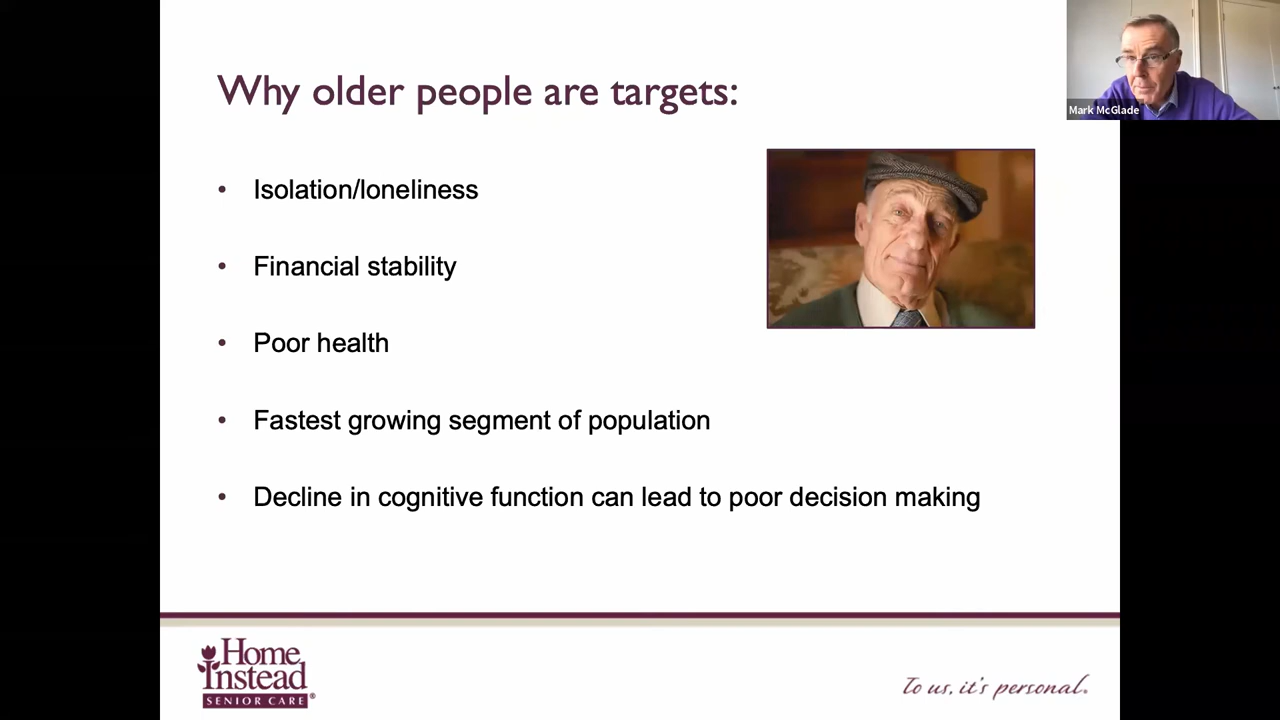 Why older people are targets:
Mark McGlade
• Isolation/loneliness
• Financial stability
• Poor health
• Fastest growing segment of population
• Decline in cognitive function can lead to poor decision making
Home
Instead
SENIOR CARE®
To us, it's personal.